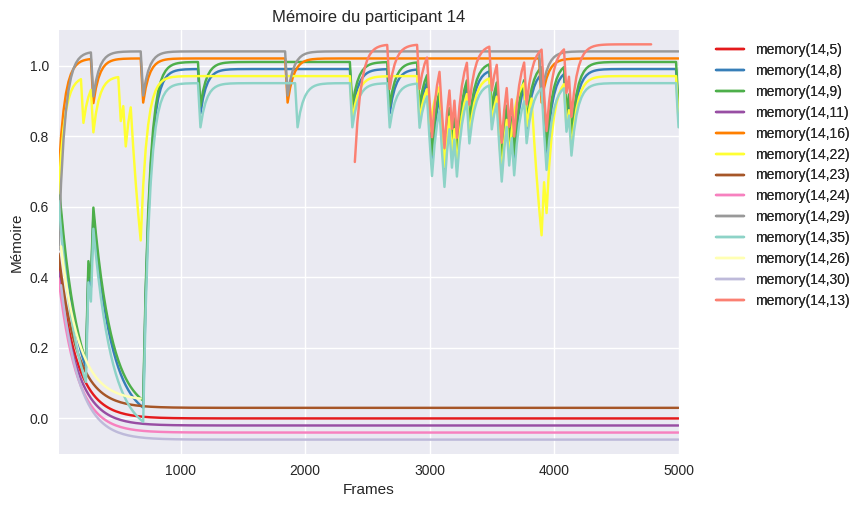 Mémoire du participant 14
Mémoire
1.0
0.8
0.6
0.4
0.2
0.0
1000
2000
3000
4000
5000
Frames
memory(14,5)
memory(14,8)
memory(14,9)
memory(14,11)
memory(14,16)
memory(14,22)
memory(14,23)
memory(14,24)
memory(14,29)
memory(14,35)
memory(14,26)
memory(14,30)
memory(14,13)